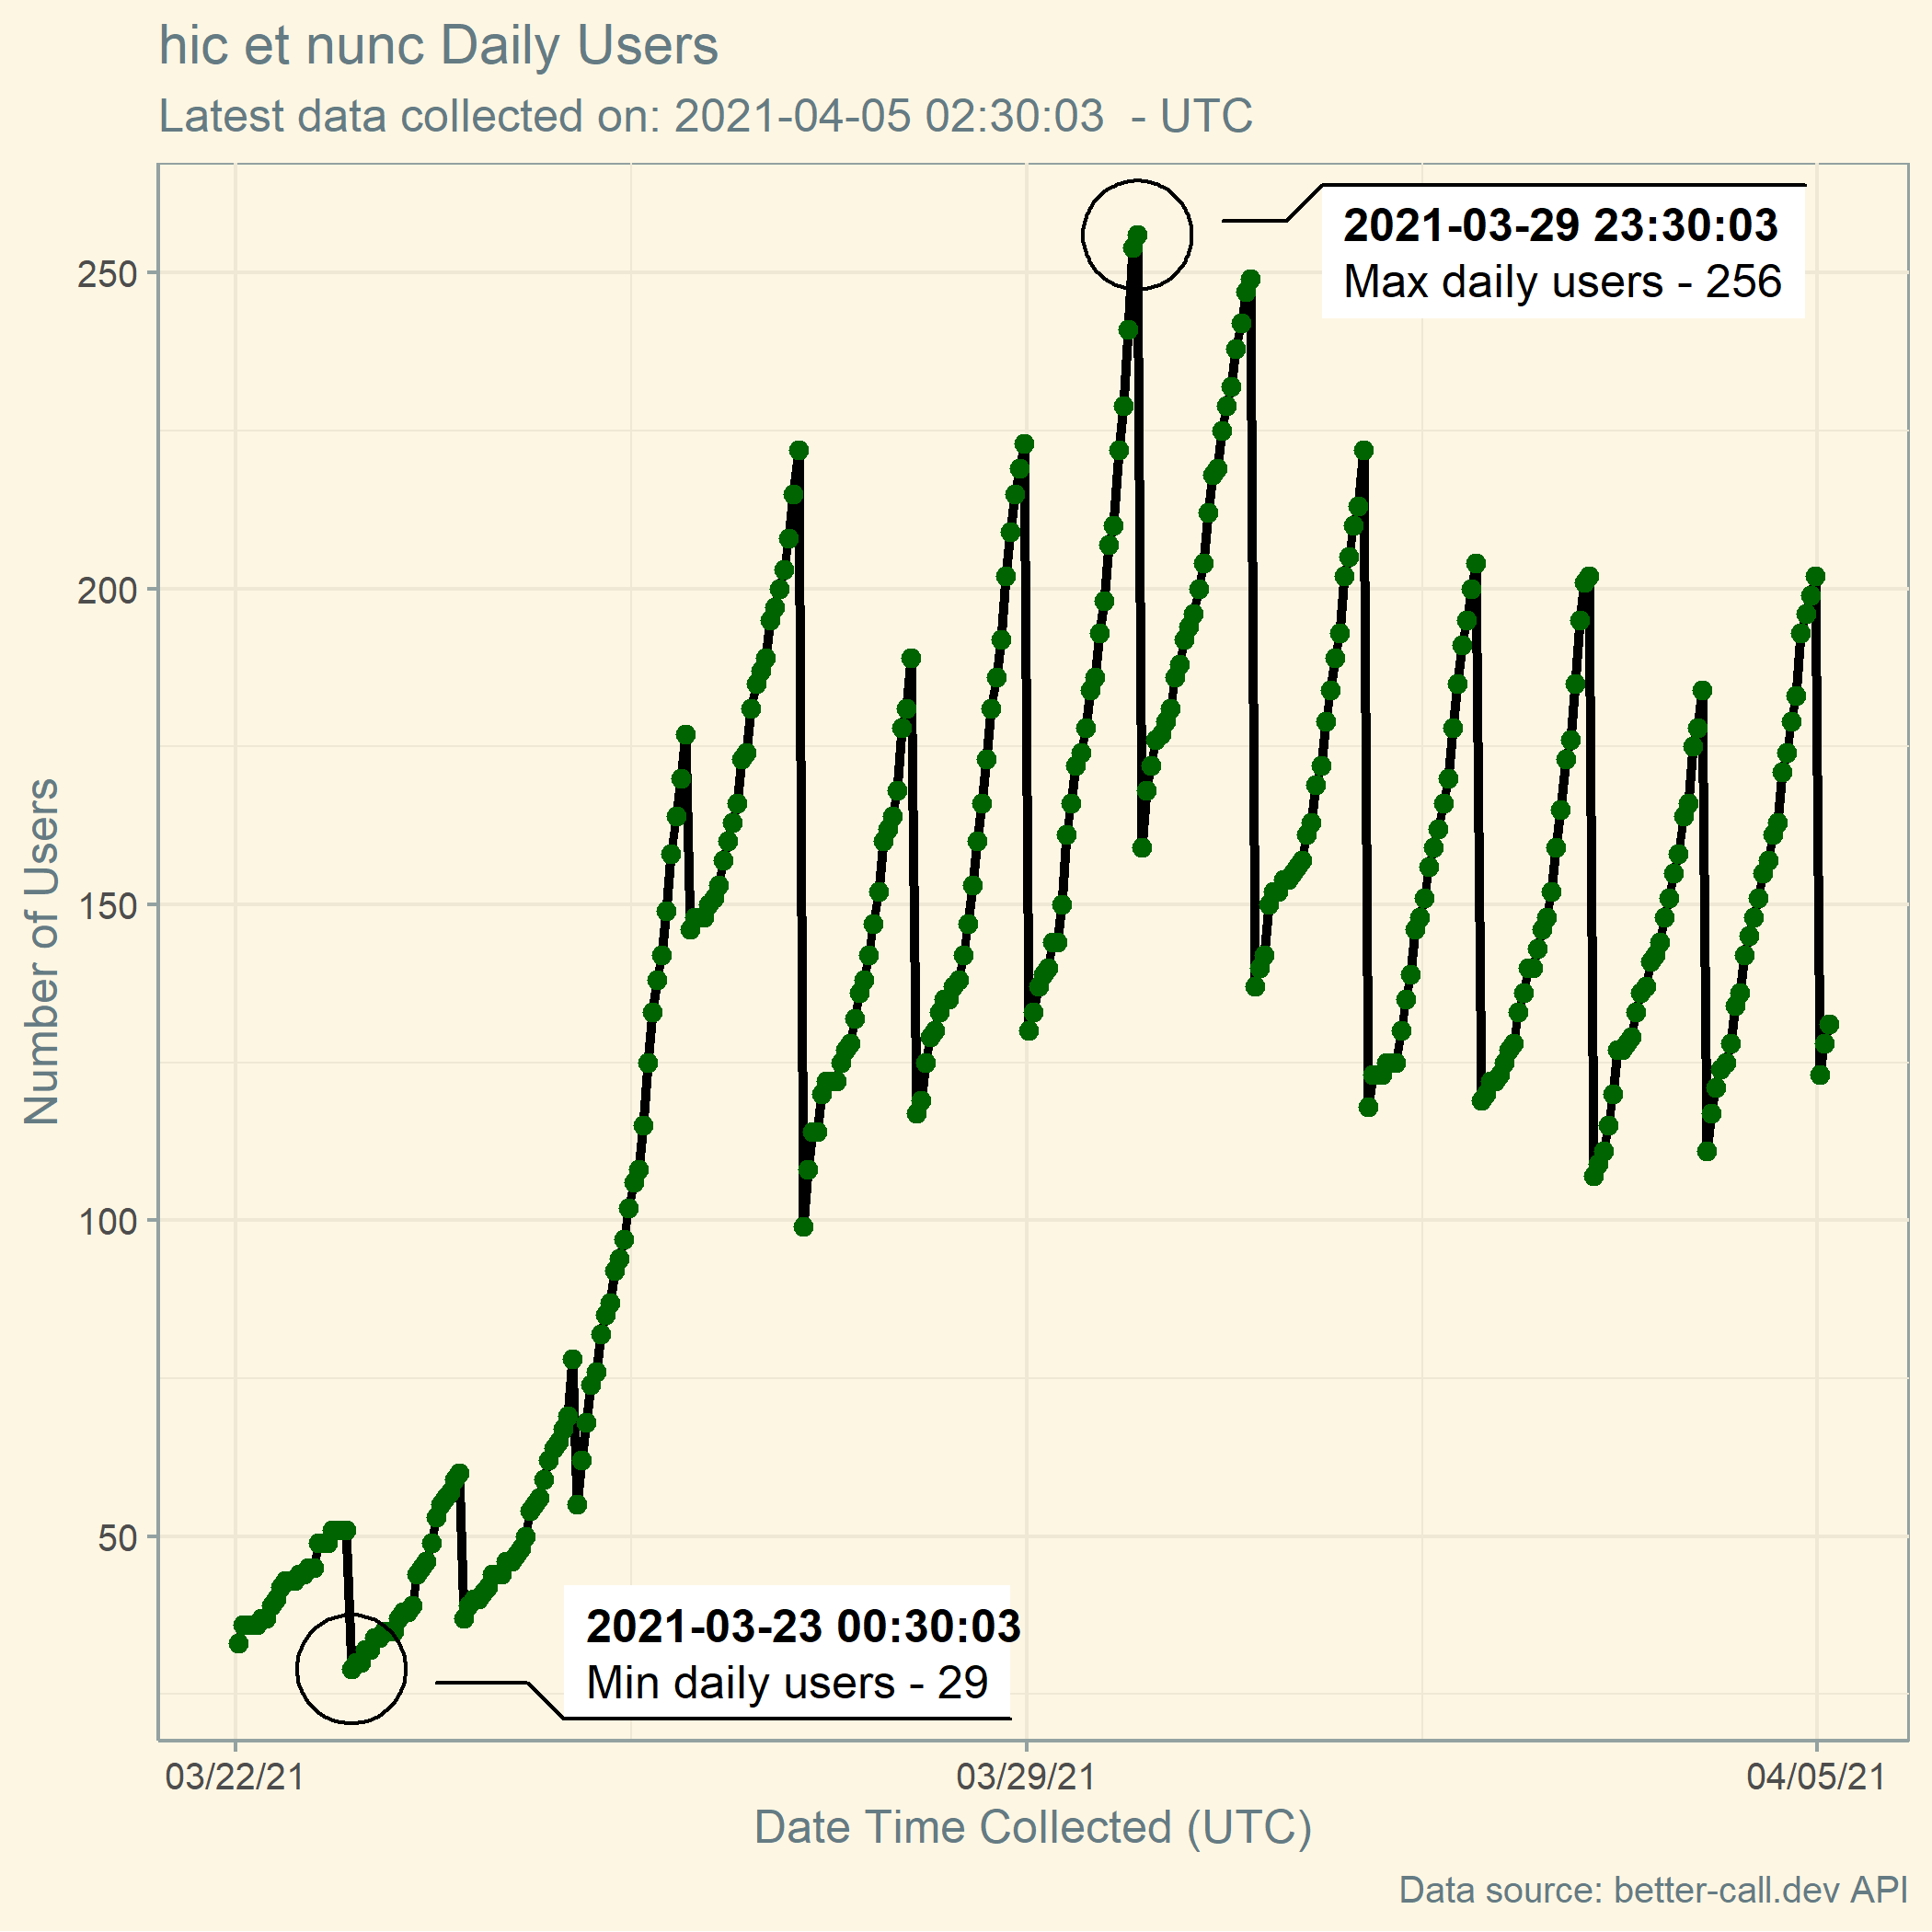 hic et nunc Daily Users
Latest data collected on: 2021-04-05 02:30:03  - UTC
2021-03-29 23:30:03
Max daily users - 256
250
200
150
100
50
Number of Users
2021-03-23 00:30:03
Min daily users - 29
03/22/21
03/29/21
04/05/21
Date Time Collected (UTC)
Data source: better-call.dev API